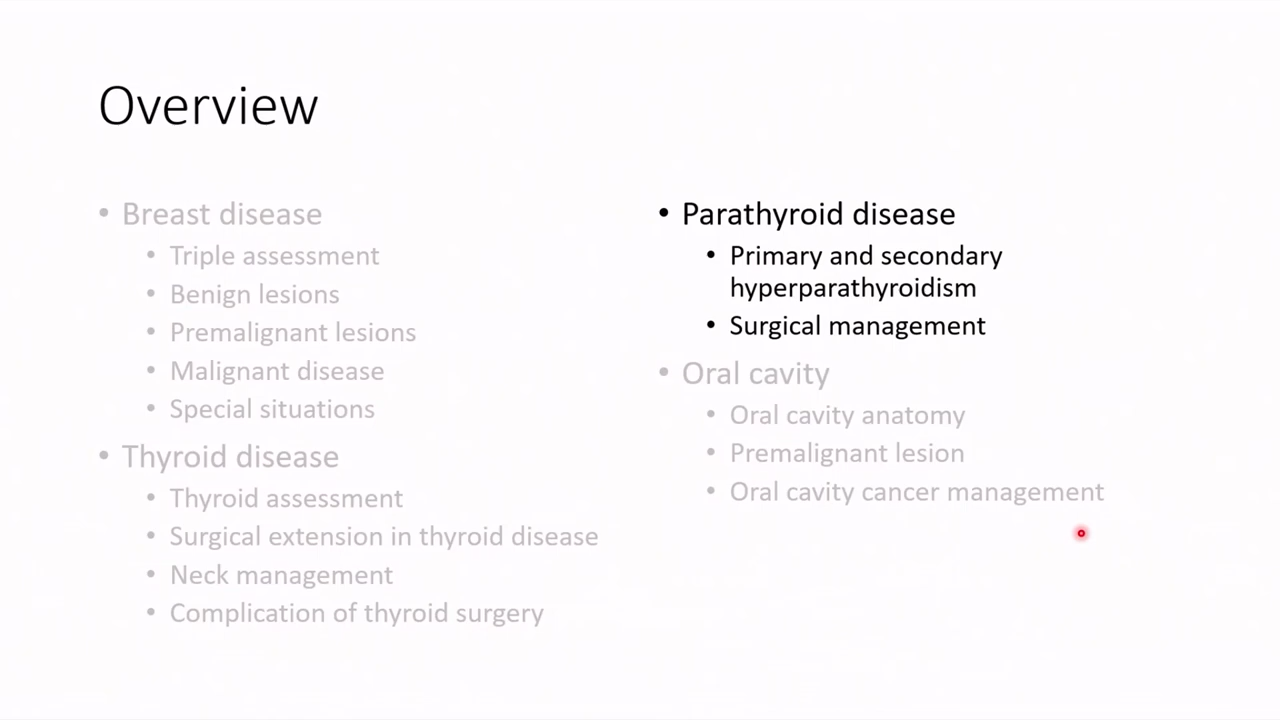 Overview
• Breast disease
• Triple assessment
• Benign lesions
• Premalignant lesions
• Malignant disease
• Special situations
• Thyroid disease
• Thyroid assessment
• Surgical extension in thyroid disease
• Neck management
• Complication of thyroid surgery
• Parathyroid disease
• Primary and secondary
hyperparathyroidism
• Surgical management
• Oral cavity
• Oral cavity anatomy
• Premalignant lesion
• Oral cavity cancer management